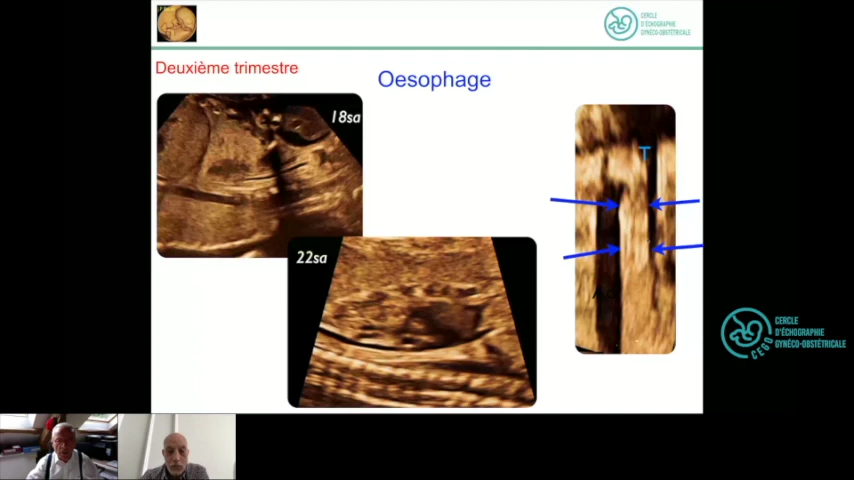 CERCLE
D'ÉCHOGRAPHIE
GYNÉCO-OBSTÉTRICALE
Deuxième trimestre
Oesophage
18sa
T
22sa
CERCLE
D'ÉCHOGRAPHIE
GYNÉCO-OBSTÉTRICALE
CEGO